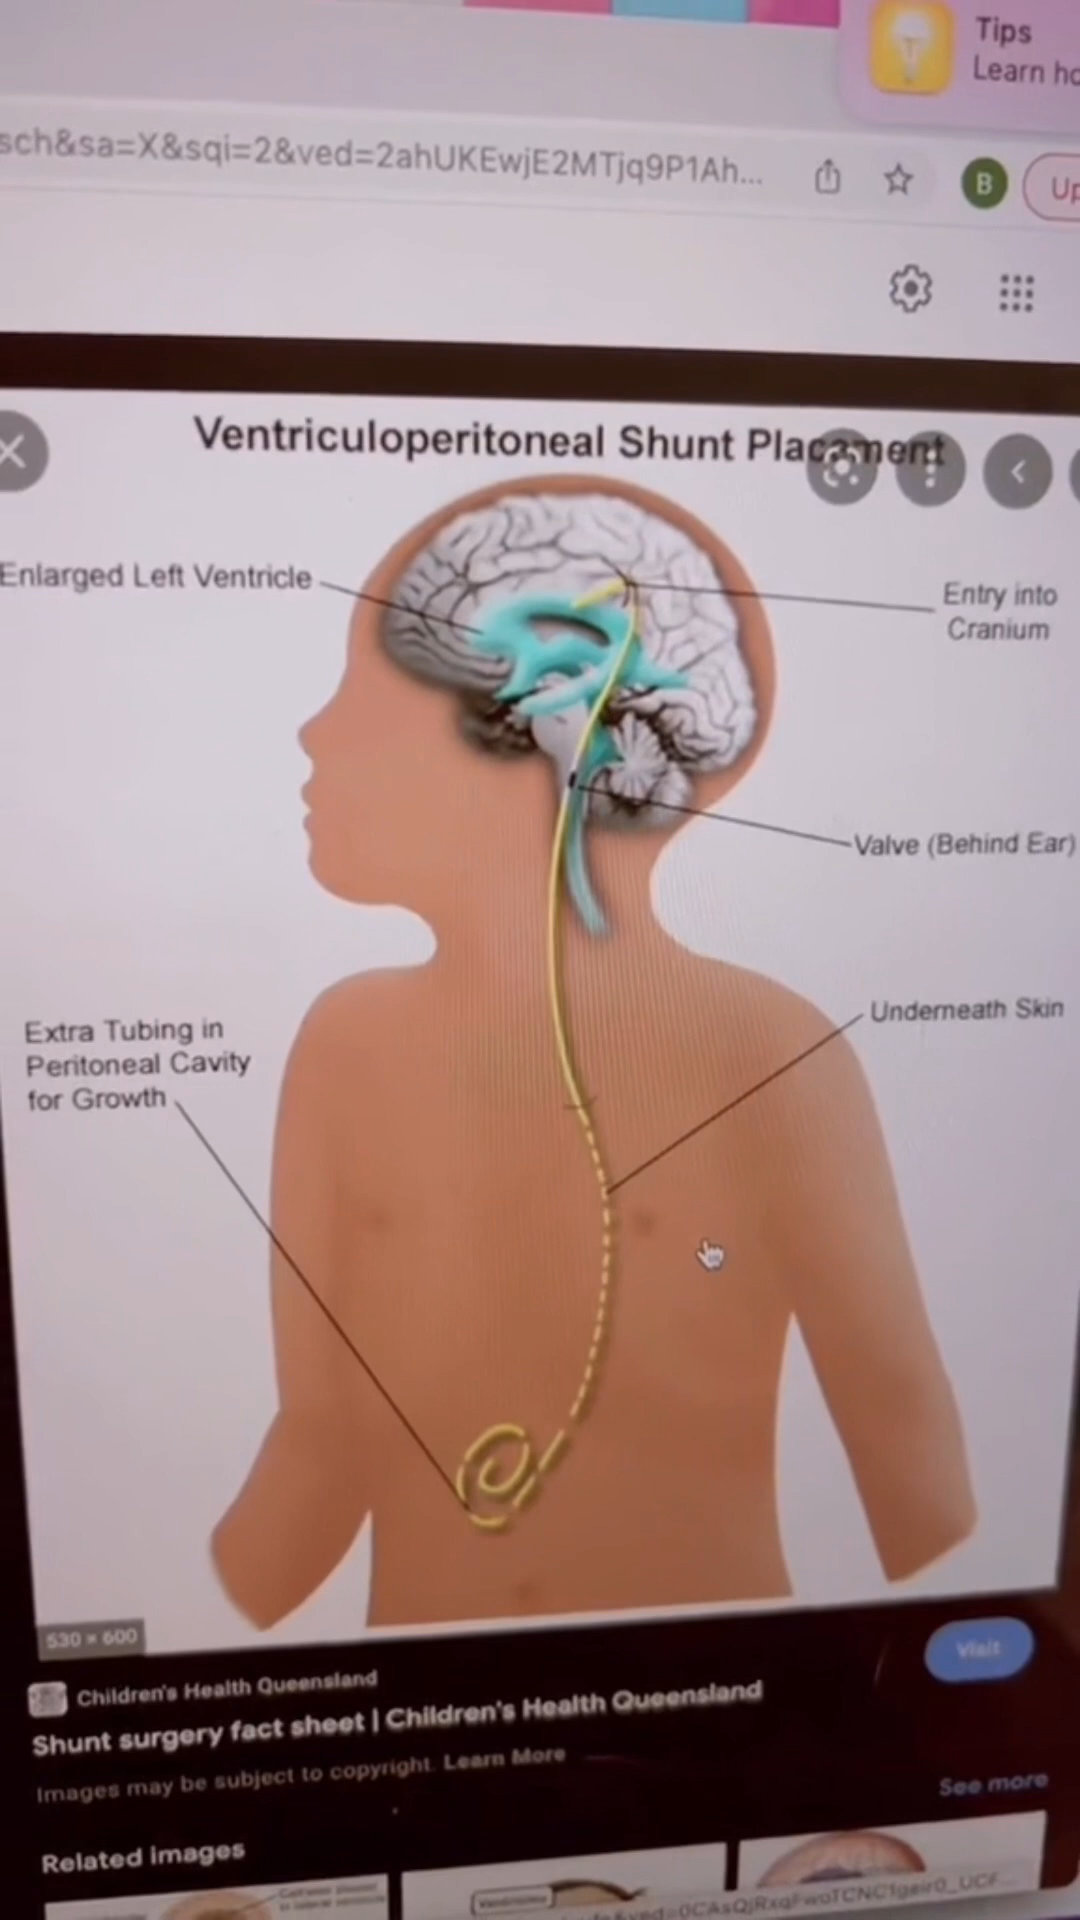 Tips
Learn ho
sch&sa=X&sqi=2&ved=2ahUKEwjE2MTjq9P1Ah...
B
Up
Ventriculoperitoneal Shunt Placement
Enlarged Left Ventricle
Entry into
Cranium
Valve (Behind Ear)
Underneath Skin
Extra Tubing in
Peritoneal Cavity
for Growth
530 × 600
Visit
Children's Health Queensland
Shunt surgery fact sheet | Children's Health Queensland
Images may be subject to copyright. Learn More
See more
Related images